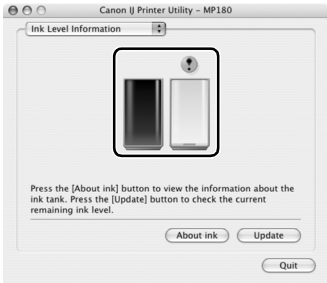 Canon IJ Printer Utility – MP180
Ink Level Information
!
Press the [About ink] button to view the information about the
ink tank. Press the [Update] button to check the current
remaining ink level.
About ink
Update
Quit